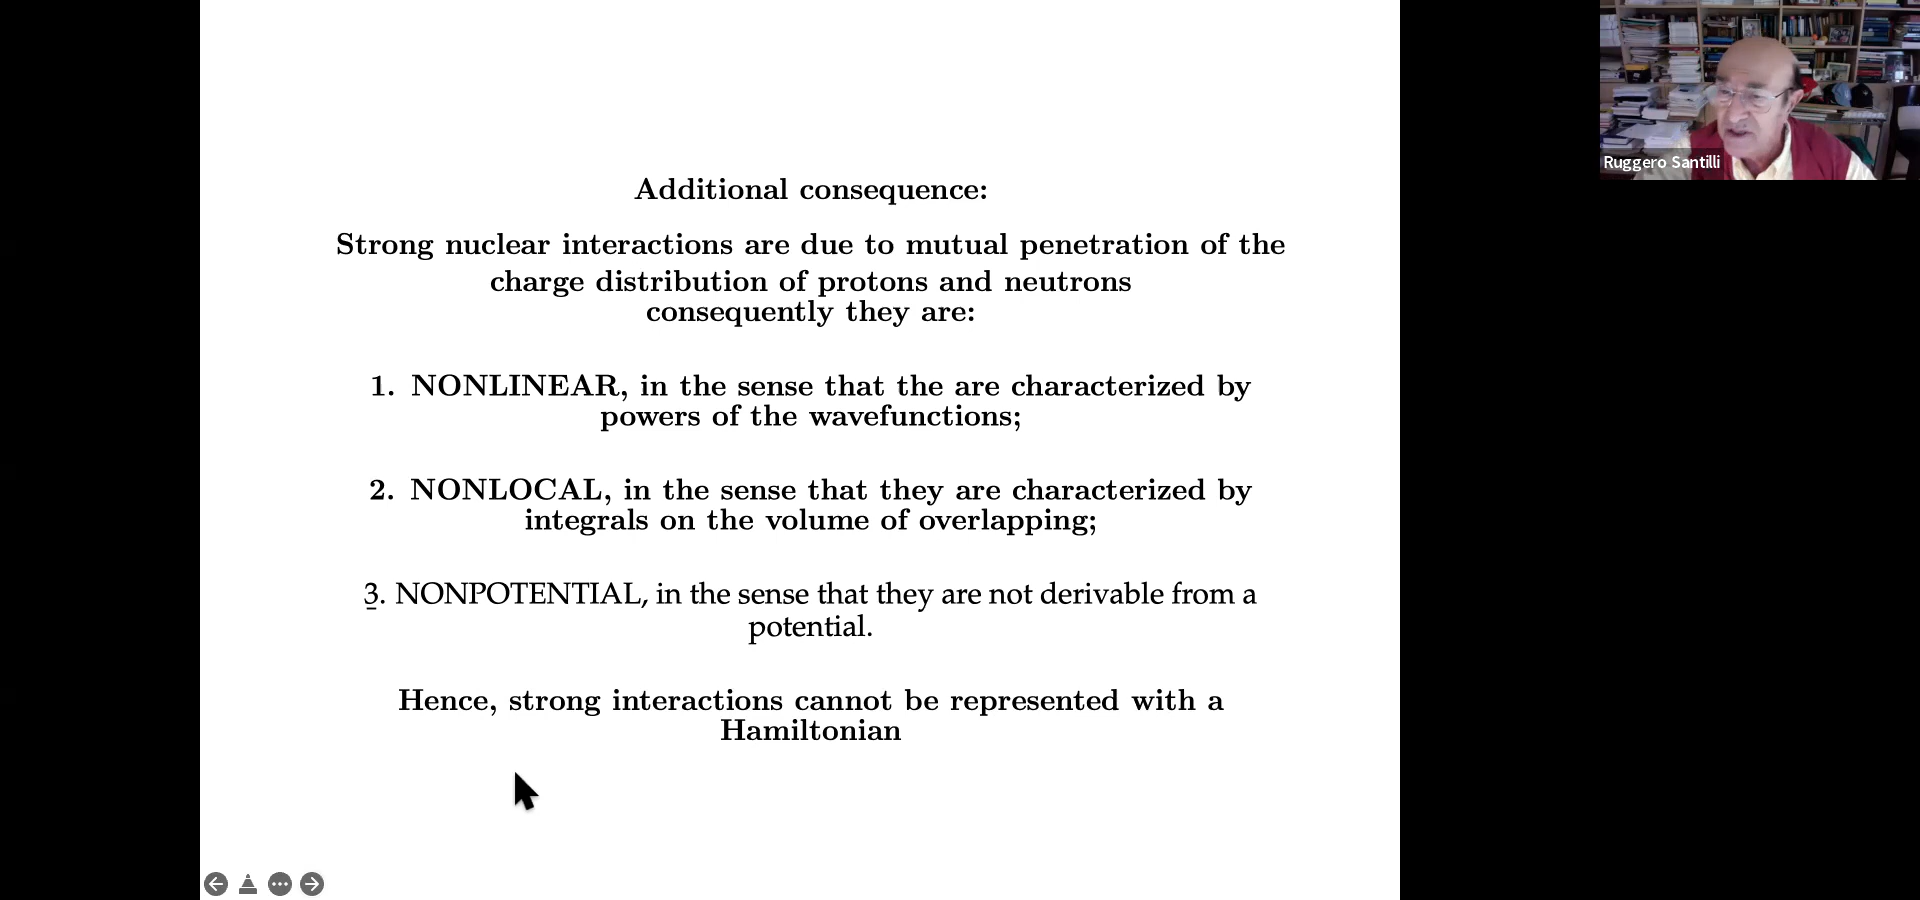 Additional consequence:
Strong nuclear interactions are due to mutual penetration of the
charge distribution of protons and neutrons
consequently they are:
1. NONLINEAR, in the sense that the are characterized by
powers of the wavefunctions;
2. NONLOCAL, in the sense that they are characterized by
integrals on the volume of overlapping;
3. NONPOTENTIAL, in the sense that they are not derivable from a
potential.
Hence, strong interactions cannot be represented with a
Hamiltonian
Ruggero Santilli